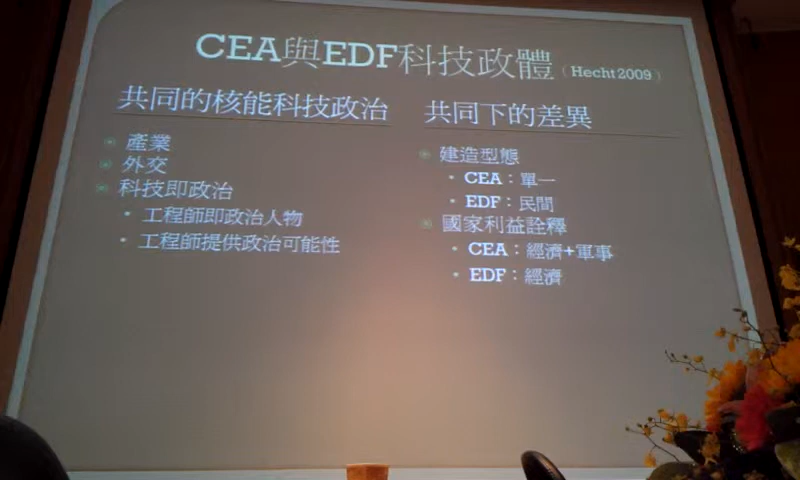 CEA與EDF科技政體（Hecht2009）
共同的核能科技政治
產業
外交
科技即政治
工程師即政治人物
工程師提供政治可能性
共同下的差異
建造型態
CEA：單一
EDF：民間
國家利益詮釋
CEA：經濟+軍事
EDF：經濟